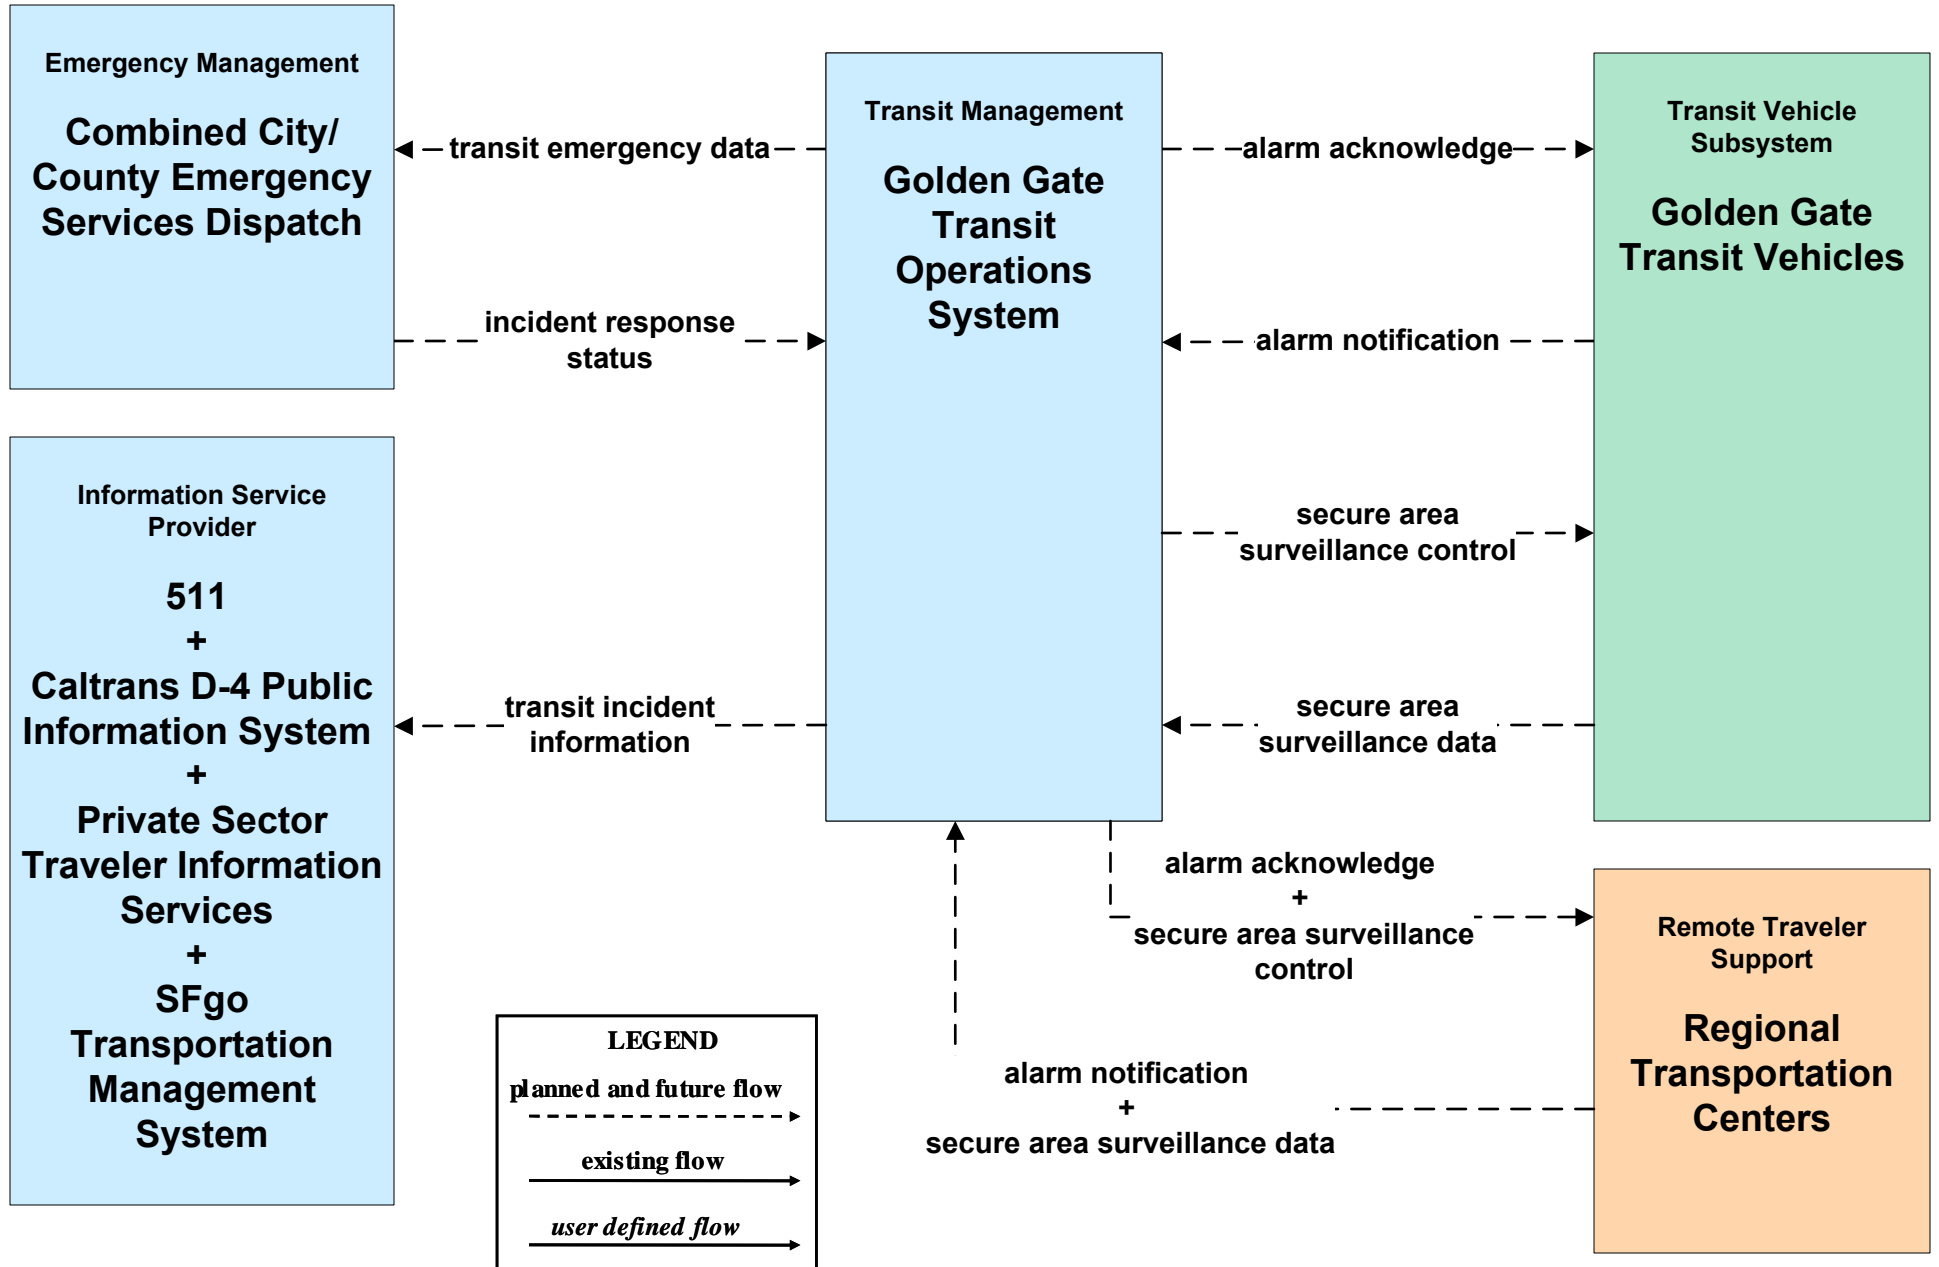 Emergency Management
Combined City/
County Emergency
Services Dispatch
transit emergency data
incident response
status
Transit Management
Golden Gate
Transit
Operations
System
alarm acknowledge
alarm notification
secure area
surveillance control
secure area
surveillance data
Transit Vehicle
Subsystem
Golden Gate
Transit Vehicles
Information Service
Provider
511
+
Caltrans D-4 Public
Information System
+
Private Sector
Traveler Information
Services
+
SFgo
Transportation
Management
System
transit incident
information
alarm acknowledge
+
secure area surveillance
control
alarm notification
+
secure area surveillance data
Remote Traveler
Support
Regional
Transportation
Centers
LEGEND
planned and future flow
existing flow
user defined flow